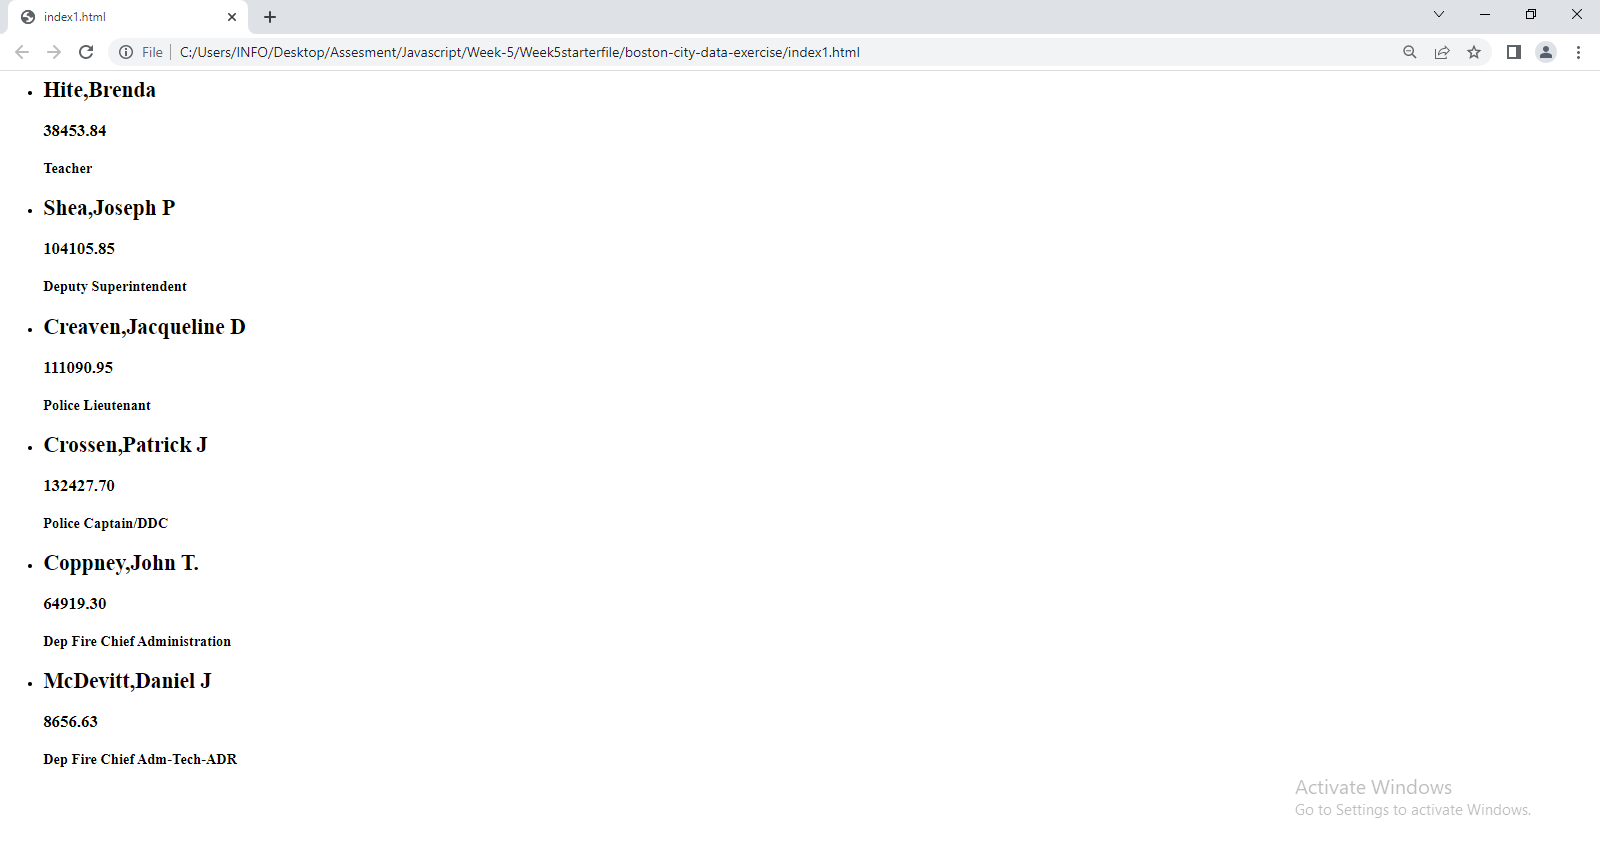 index1.html
File | C:/Users/INFO/Desktop/Assesment/Javascript/Week-5/Week5starterfile/boston-city-data-exercise/index1.html
• Hite,Brenda
38453.84
Teacher
• Shea,Joseph P
104105.85
Deputy Superintendent
• Creaven,Jacqueline D
111090.95
Police Lieutenant
• Crossen,Patrick J
132427.70
Police Captain/DDC
• Coppney,John T.
64919.30
Dep Fire Chief Administration
• McDevitt,Daniel J
8656.63
Dep Fire Chief Adm-Tech-ADR
Activate Windows
Go to Settings to activate Windows.